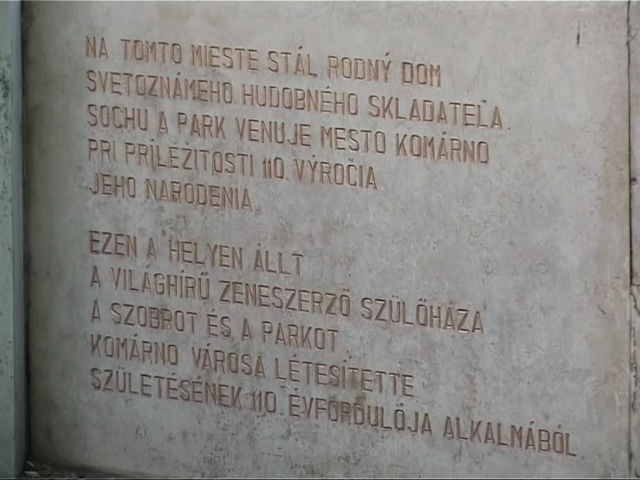 NA TOMTO MIESTE STÁL RODNÝ DOM
SVETOZNÁMEHO HUDOBNÉHO SKLADATEĽA.
SOCHU A PARK VENUJE MESTO KOMÁRNO
PRI PRÍLEŽITOSTI 110. VÝROČIA
JEHO NARODENIA.
EZEN A HELYEN ÁLLT
A VILÁGHÍRŰ ZENESZERZŐ SZÜLŐHÁZA
A SZOBROT ÉS A PARKOT
KOMÁRNO VÁROSA LÉTESÍTETTE
SZÜLETÉSÉNEK 110. ÉVFORDULÓJA ALKALMÁBÓL.